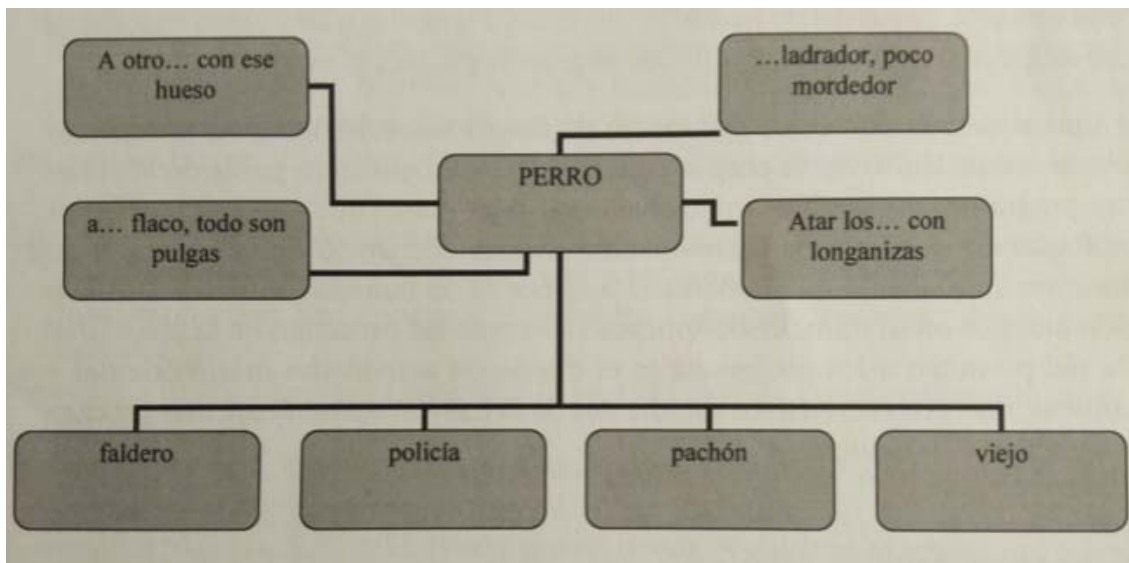 A otro… con ese
hueso
…ladrador, poco
mordedor
PERRO
a… flaco, todo son
pulgas
Atar los… con
longanizas
faldero
policía
pachón
viejo